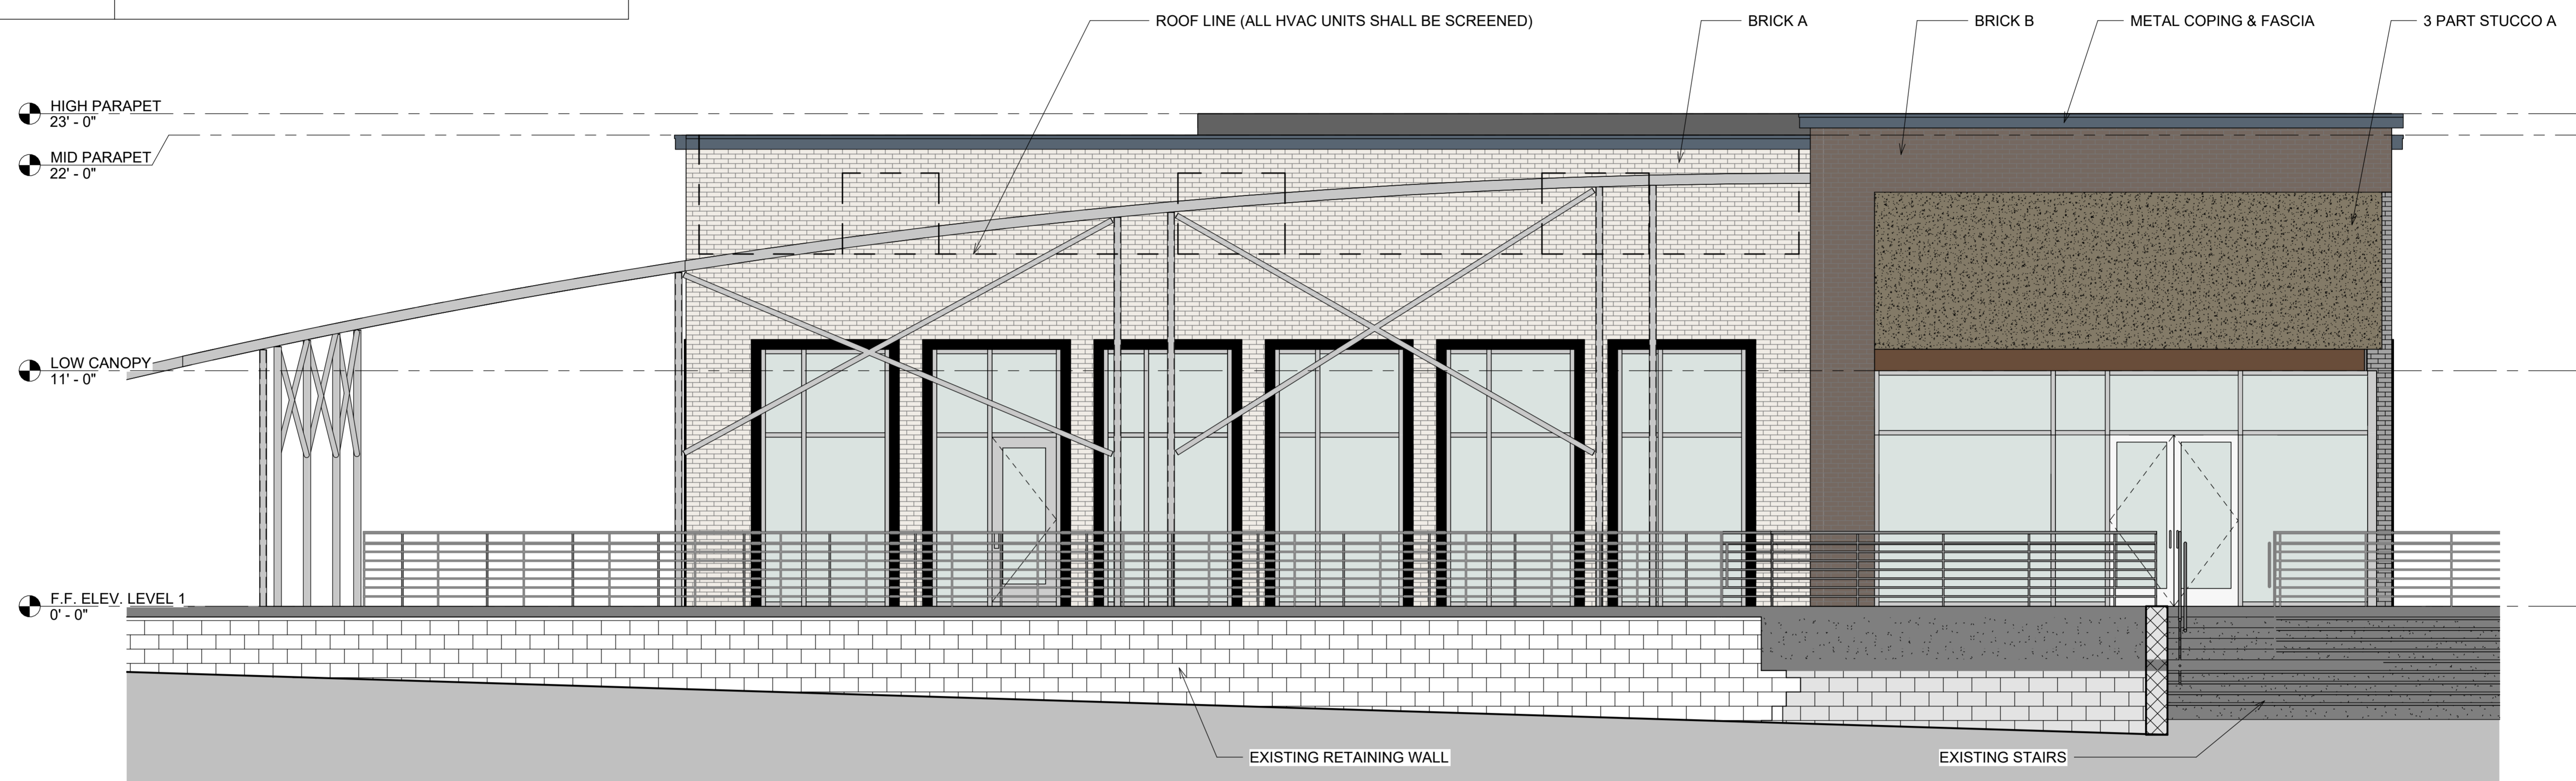 ROOF LINE (ALL HVAC UNITS SHALL BE SCREENED)
BRICK A
BRICK B
METAL COPING & FASCIA
3 PART STUCCO A
HIGH PARAPET
23' - 0"
MID PARAPET
22' - 0"
LOW CANOPY
11' - 0"
F.F. ELEV. LEVEL 1
0' - 0"
EXISTING RETAINING WALL
EXISTING STAIRS